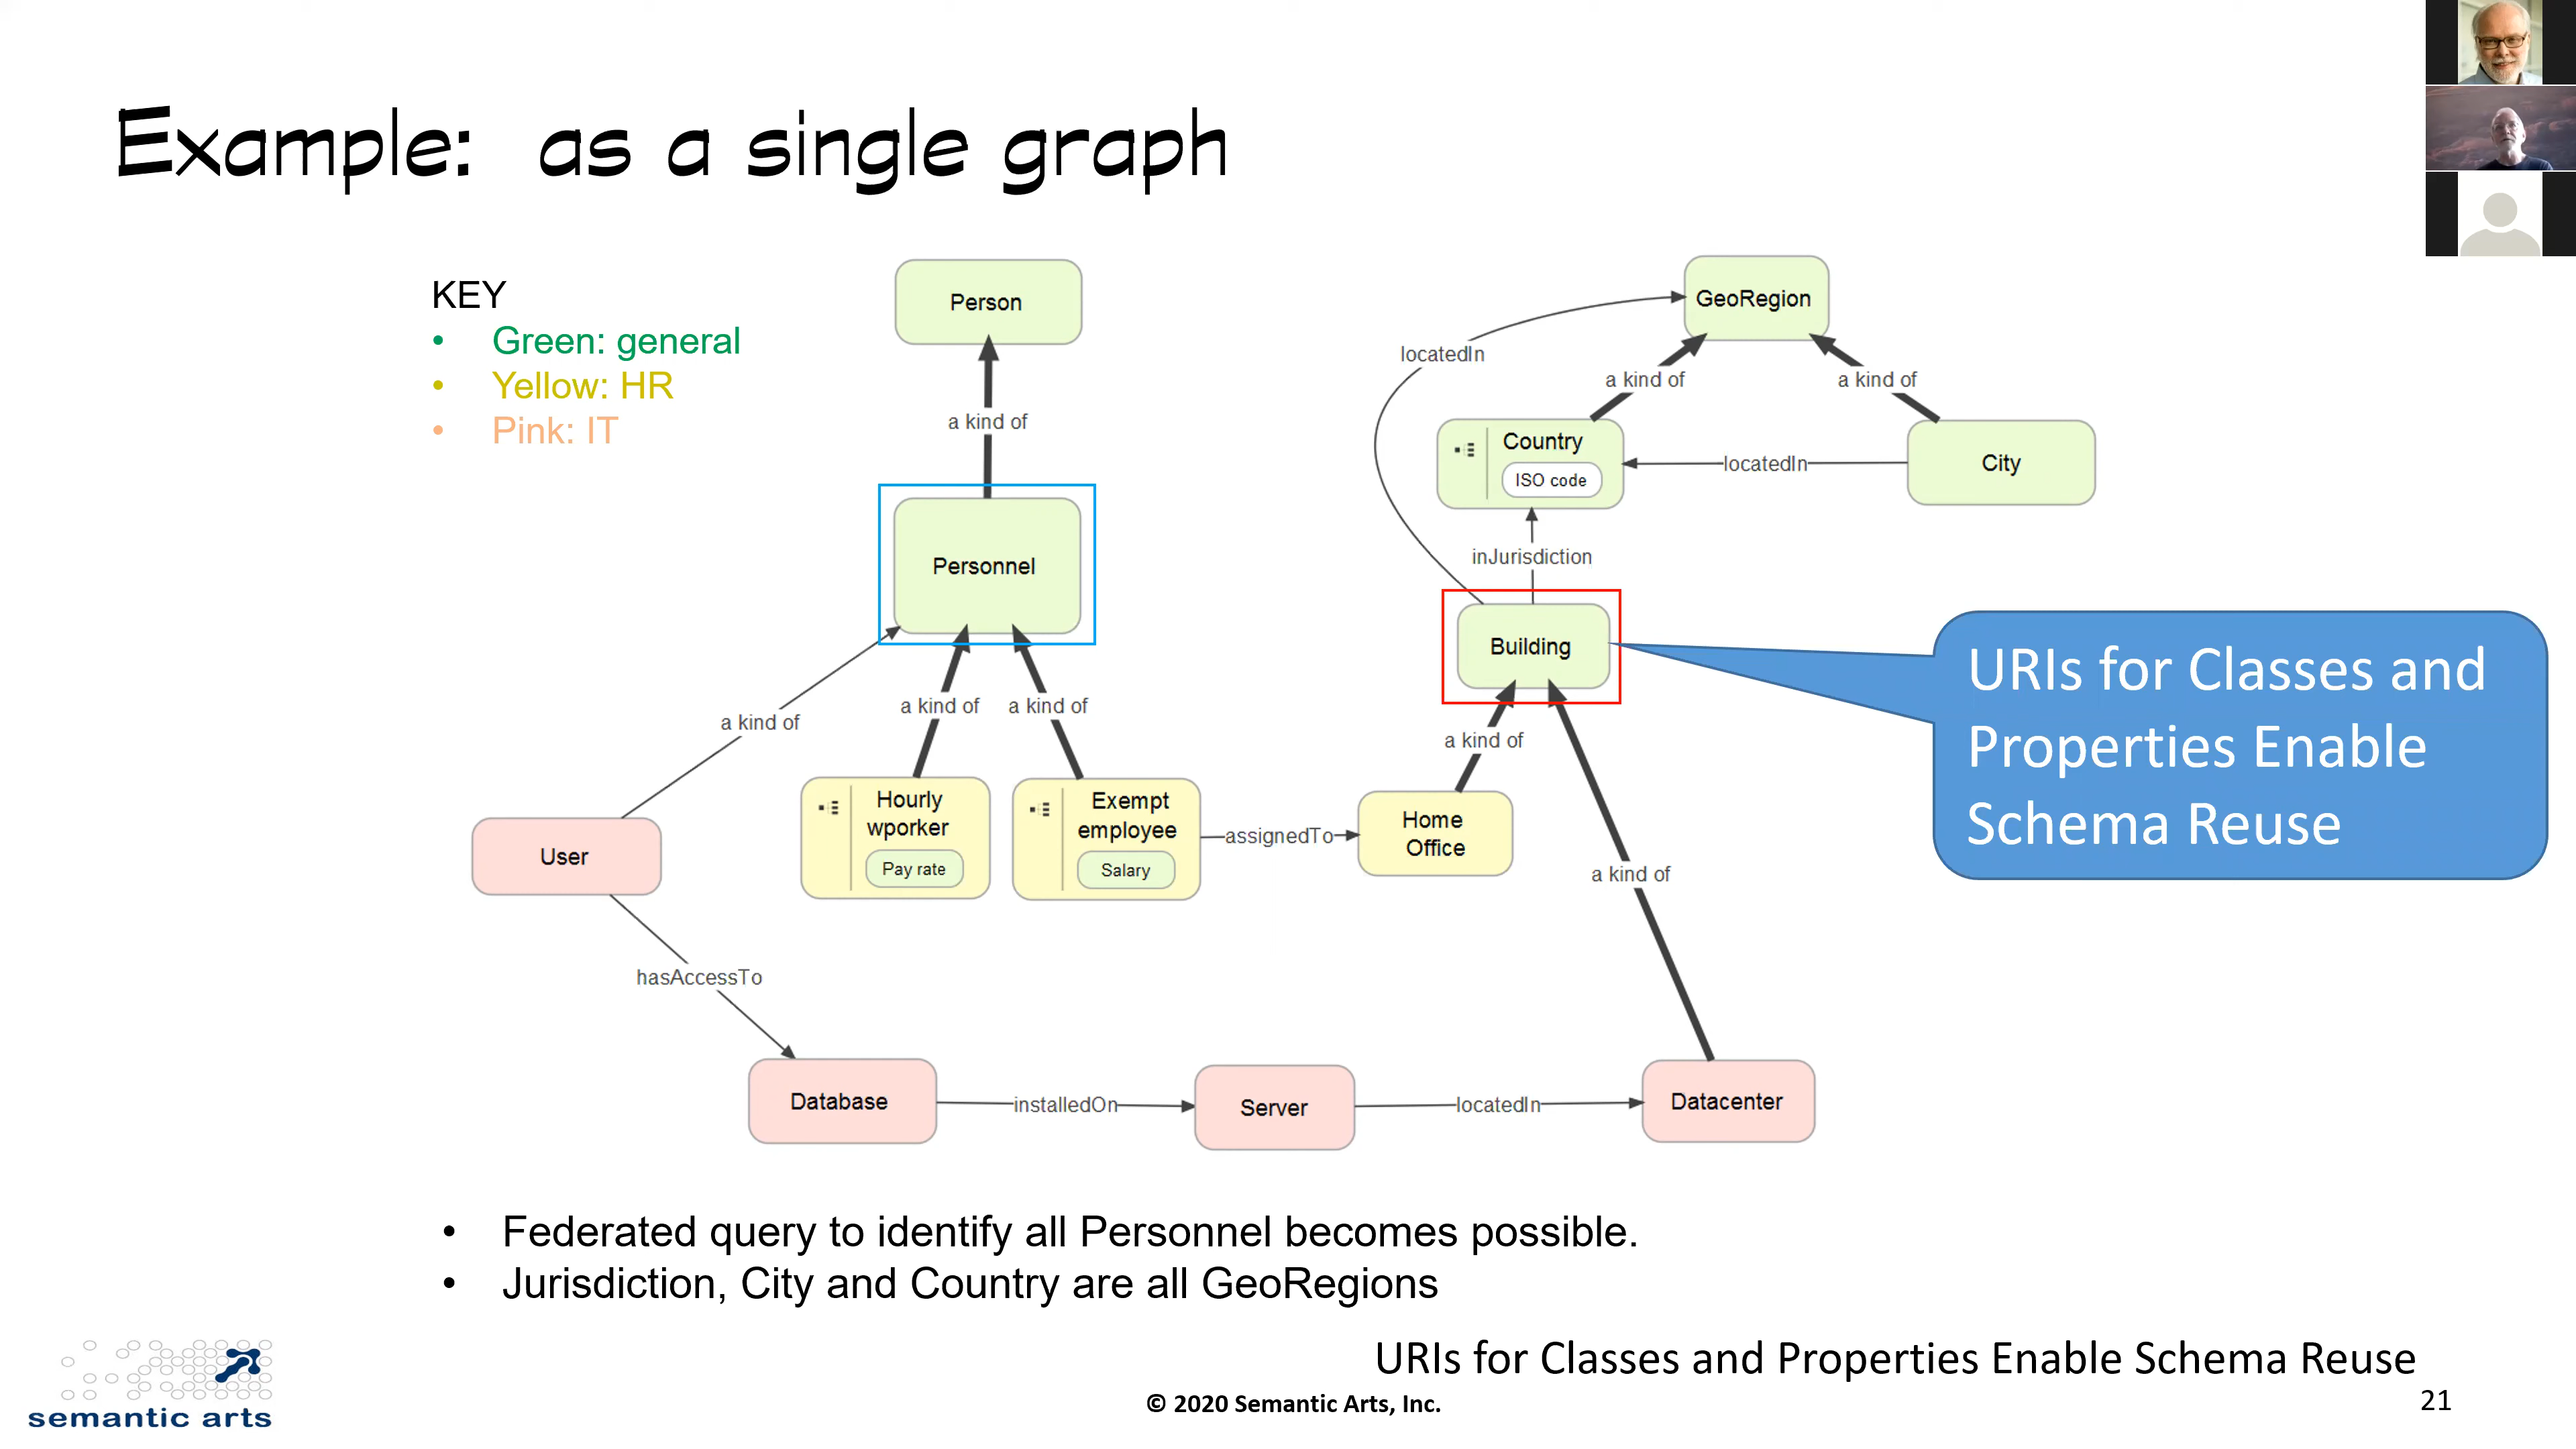 Example: as a single graph
KEY
• Green: general
• Yellow: HR
• Pink: IT
Person
a kind of
Personnel
a kind of
a kind of
a kind of
User
Hourly
wporker
Pay rate
Exempt
employee
Salary
assignedTo
Home
Office
hasAccessTo
Database
installedOn
Server
locatedIn
Datacenter
GeoRegion
locatedIn
a kind of
a kind of
Country
ISO code
locatedIn
City
inJurisdiction
Building
a kind of
a kind of
URIs for Classes and
Properties Enable
Schema Reuse
• Federated query to identify all Personnel becomes possible.
• Jurisdiction, City and Country are all GeoRegions
URIs for Classes and Properties Enable Schema Reuse
semantic arts
© 2020 Semantic Arts, Inc.
21